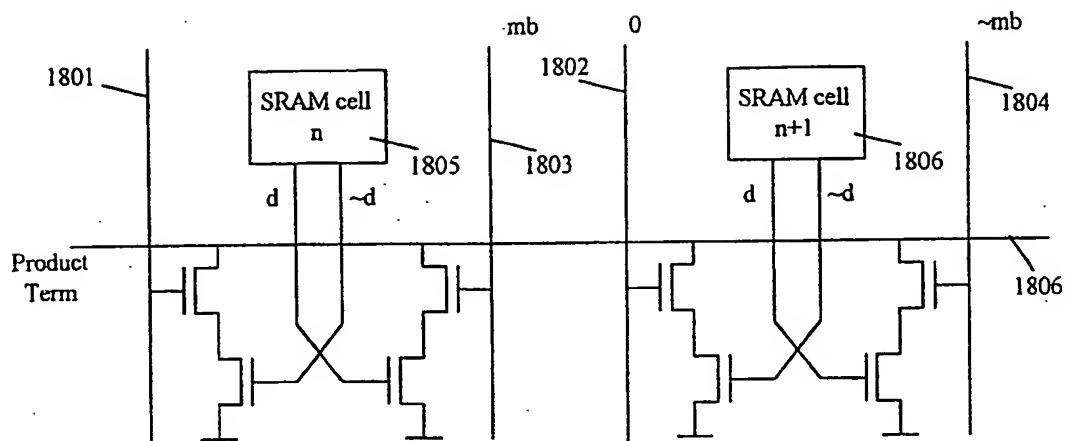 mb 0 ~mb
1801 SRAM cell n 1802 SRAM cell n+1 1804
1805 1803 1806
d ~d d ~d
Product Term 1806